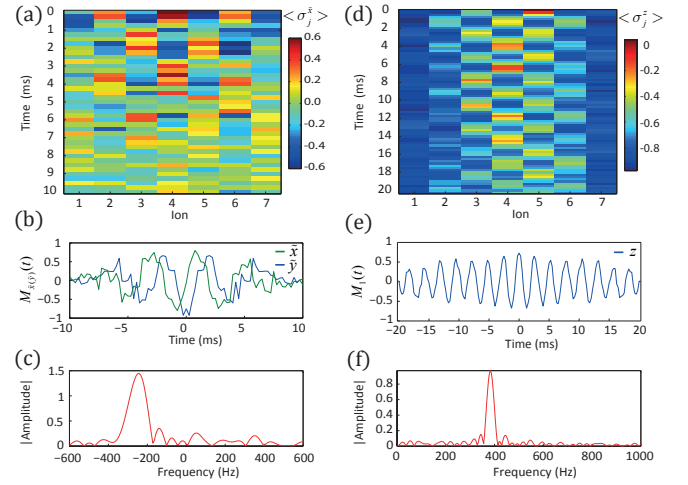 (a)
< σ_j^x̃ >
0
1
2
3
4
5
6
7
8
9
10
Time (ms)
1 2 3 4 5 6 7
Ion
0.6
0.4
0.2
0.0
−0.2
−0.4
−0.6
(d)
< σ_j^z̃ >
0
2
4
6
8
10
12
14
16
18
20
Time (ms)
1 2 3 4 5 6 7
Ion
0
−0.2
−0.4
−0.6
−0.8
(b)
M_x̃(ỹ)(t)
1
0.5
0
−0.5
−1
x̃
ỹ
−10 −5 0 5 10
Time (ms)
(e)
M_1(t)
1
0.5
0
−0.5
−1
z
−20 −15 −10 −5 0 5 10 15 20
Time (ms)
(c)
|Amplitude|
1.5
1
0.5
0
−600 −400 −200 0 200 400 600
Frequency (Hz)
(f)
|Amplitude|
0.8
0.6
0.4
0.2
0
0 200 400 600 800 1000
Frequency (Hz)